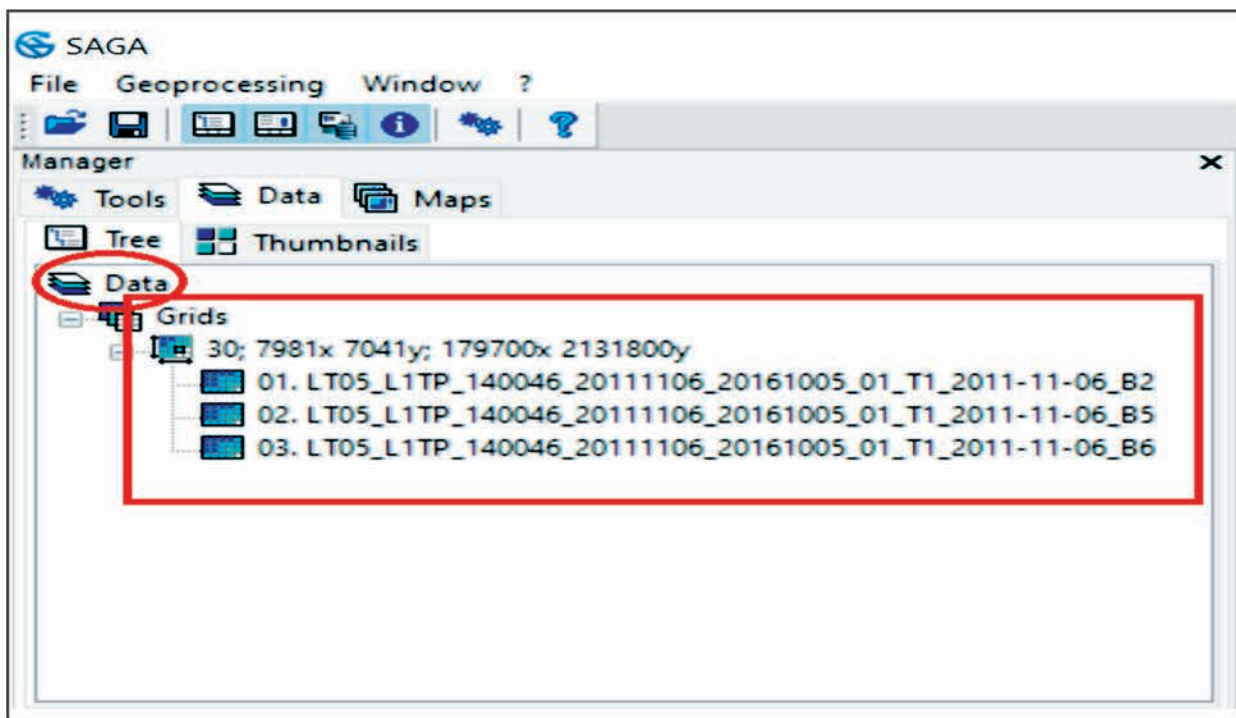 SAGA
File Geoprocessing Window ?
Manager
Tools Data Maps
Tree Thumbnails
Data
Grids
30; 7981x 7041y; 179700x 2131800y
01. LT05_L1TP_140046_20111106_20161005_01_T1_2011-11-06_B2
02. LT05_L1TP_140046_20111106_20161005_01_T1_2011-11-06_B5
03. LT05_L1TP_140046_20111106_20161005_01_T1_2011-11-06_B6